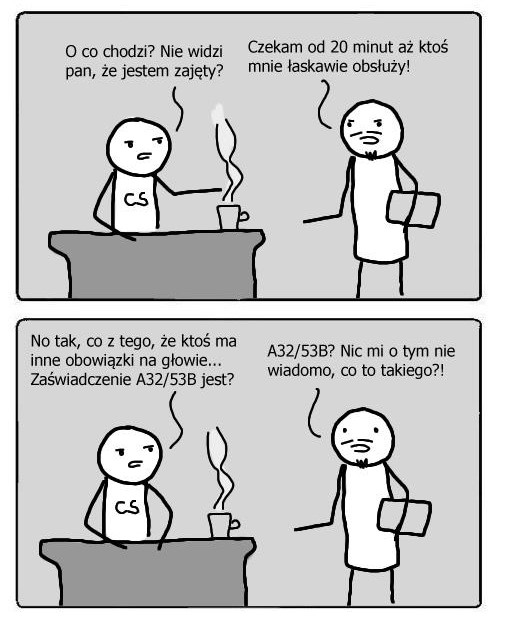 O co chodzi? Nie widzi
pan, że jestem zajęty?
Czekam od 20 minut aż ktoś
mnie łaskawie obsłuży!
CS
No tak, co z tego, że ktoś ma
inne obowiązki na głowie...
Zaświadczenie A32/53B jest?
A32/53B? Nic mi o tym nie
wiadomo, co to takiego?!
CS